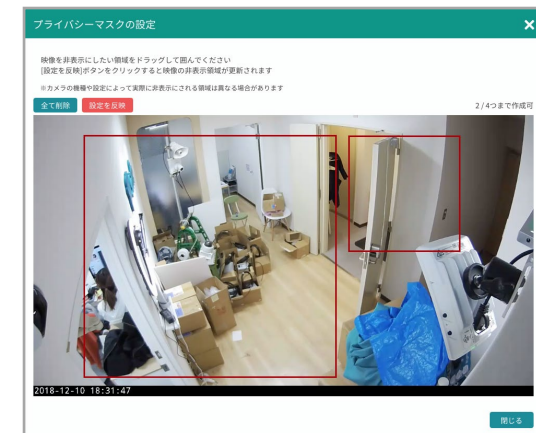 プライバシーマスクの設定
×
映像を非表示にしたい領域をドラッグして囲んでください
[設定を反映]ボタンをクリックすると映像の非表示領域が更新されます
※カメラの機種や設定によって実際に非表示にされる領域は異なる場合があります
全て削除 設定を反映 2 / 4つまで作成可
2018-12-10 18:31:47
閉じる